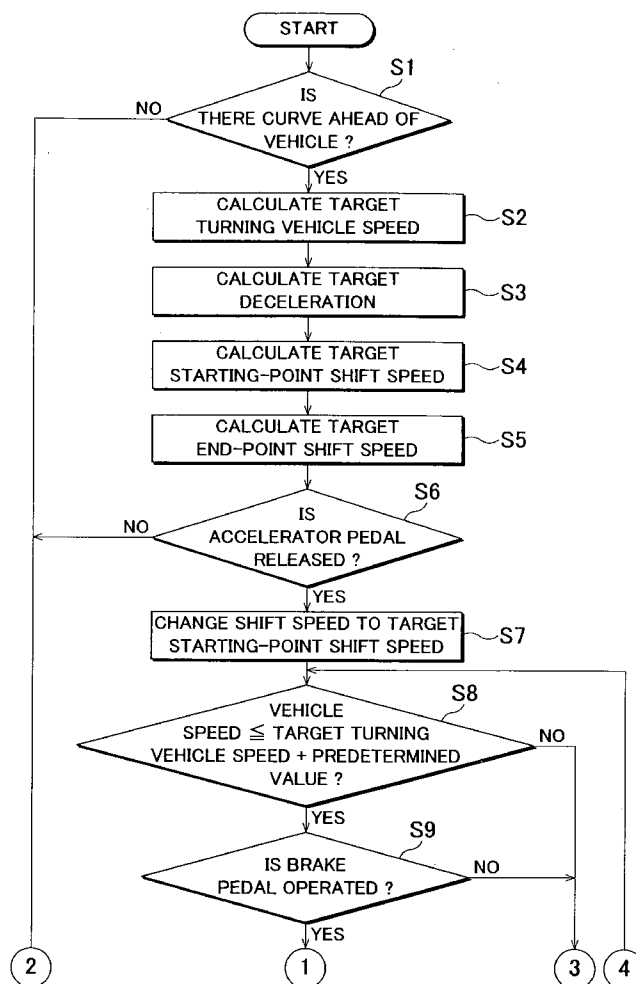 START
S1
IS
THERE CURVE AHEAD OF
VEHICLE ?
NO
YES
CALCULATE TARGET
TURNING VEHICLE SPEED
S2
CALCULATE TARGET
DECELERATION
S3
CALCULATE TARGET
STARTING-POINT SHIFT SPEED
S4
CALCULATE TARGET
END-POINT SHIFT SPEED
S5
S6
IS
ACCELERATOR PEDAL
RELEASED ?
NO
YES
CHANGE SHIFT SPEED TO TARGET
STARTING-POINT SHIFT SPEED
S7
S8
VEHICLE
SPEED ≦ TARGET TURNING
VEHICLE SPEED + PREDETERMINED
VALUE ?
NO
YES
S9
IS BRAKE
PEDAL OPERATED ?
NO
YES
2
1
3
4